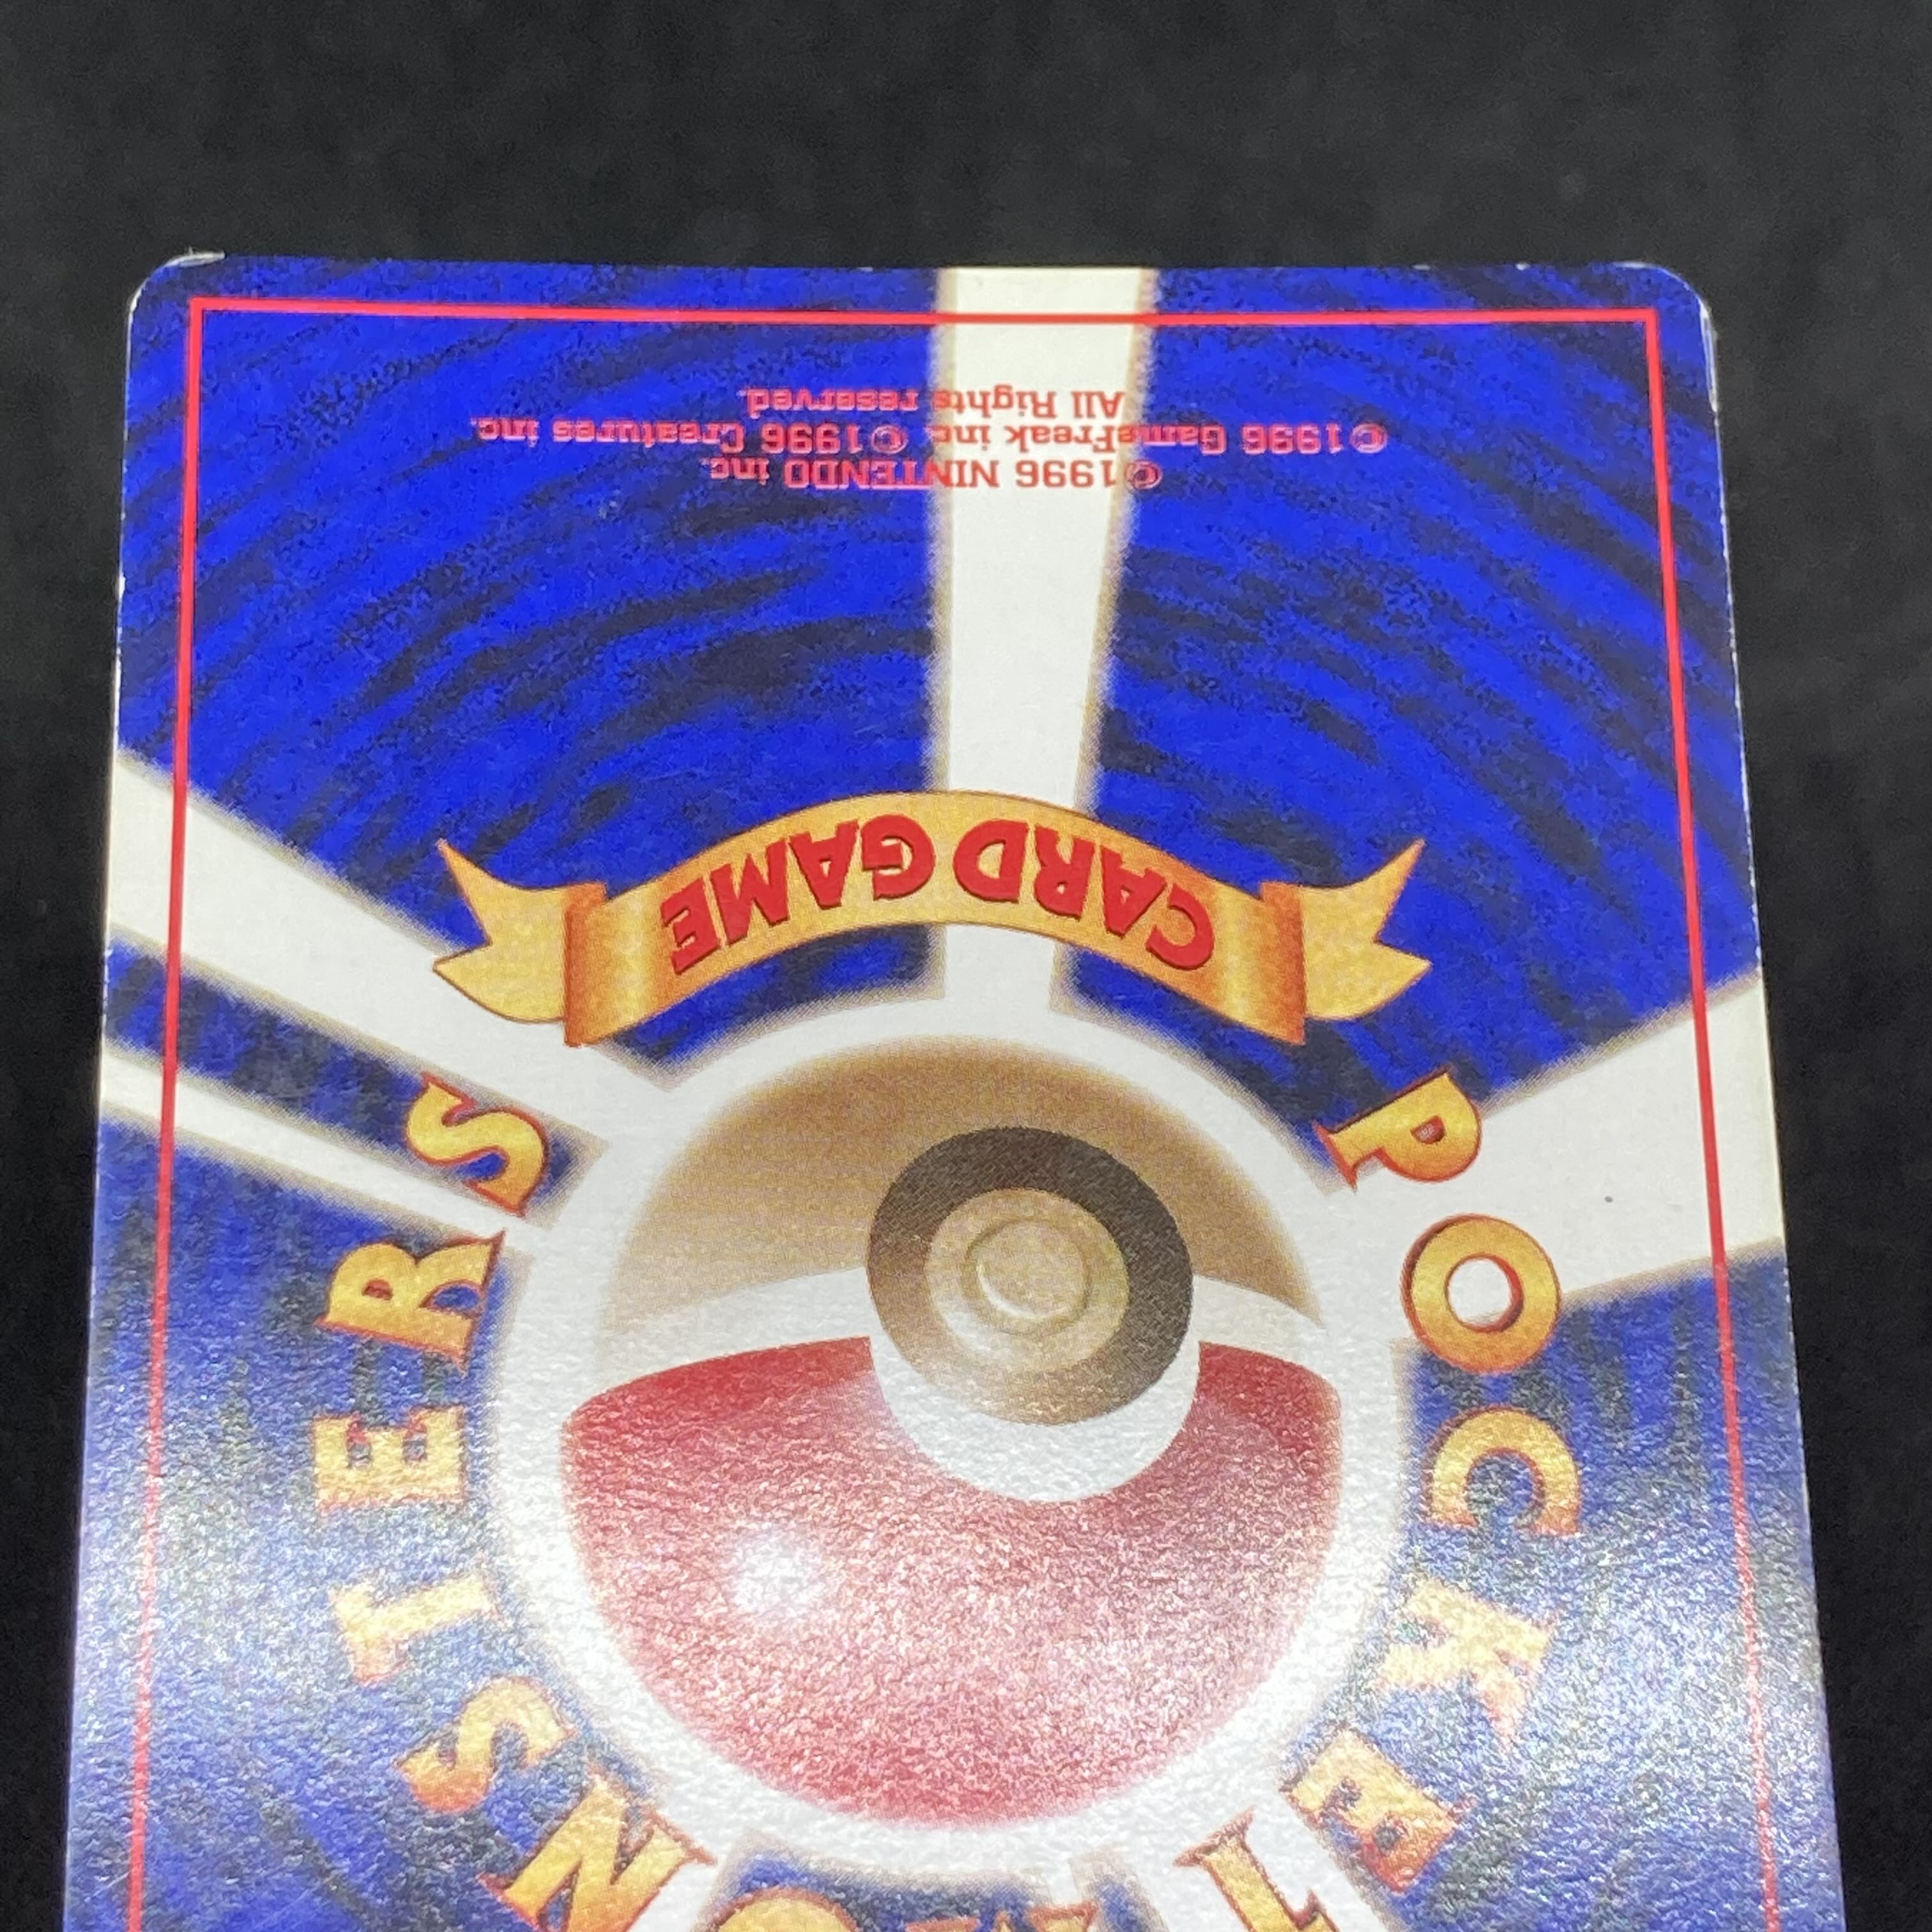 POCKET
MONSTERS
CARD GAME
©1996 NINTENDO inc.
©1996 GameFreak inc. ©1996 Creatures inc.
All Rights reserved.